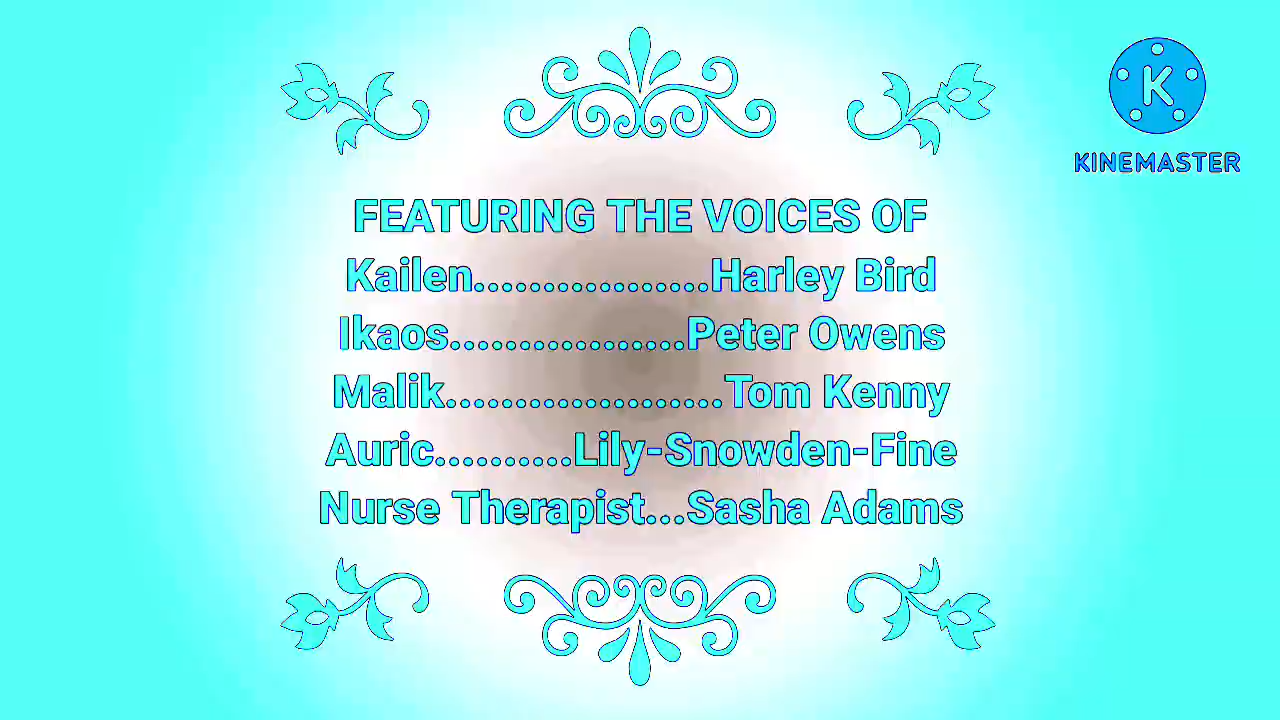 K
KINEMASTER
FEATURING THE VOICES OF
Kailen.................Harley Bird
Ikaos.................Peter Owens
Malik....................Tom Kenny
Auric..........Lily-Snowden-Fine
Nurse Therapist...Sasha Adams